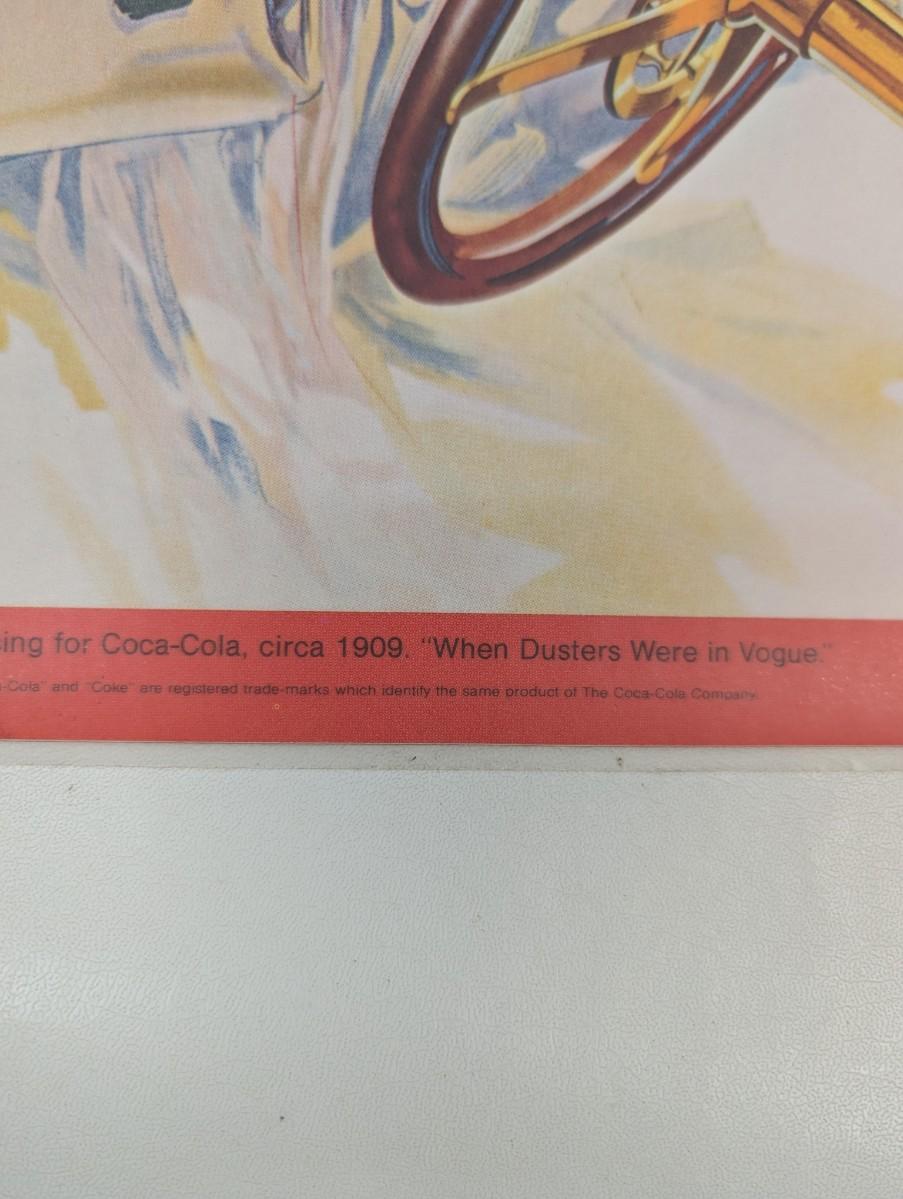 ing for Coca-Cola, circa 1909. "When Dusters Were in Vogue."
-Cola" and "Coke" are registered trade-marks which identify the same product of The Coca-Cola Company.